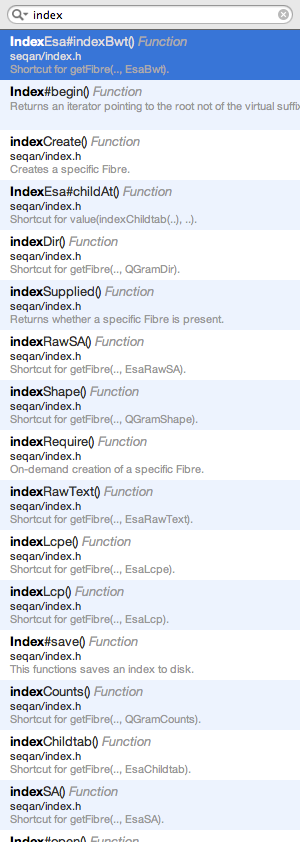 index
IndexEsa#indexBwt() Function
seqan/index.h
Shortcut for getFibre(.., EsaBwt).
Index#begin() Function
Returns an iterator pointing to the root not of the virtual suffix
indexCreate() Function
seqan/index.h
Creates a specific Fibre.
IndexEsa#childAt() Function
seqan/index.h
Shortcut for value(indexChildtab(..), ..).
indexDir() Function
seqan/index.h
Shortcut for getFibre(.., QGramDir).
indexSupplied() Function
seqan/index.h
Returns whether a specific Fibre is present.
indexRawSA() Function
seqan/index.h
Shortcut for getFibre(.., EsaRawSA).
indexShape() Function
seqan/index.h
Shortcut for getFibre(.., QGramShape).
indexRequire() Function
seqan/index.h
On-demand creation of a specific Fibre.
indexRawText() Function
seqan/index.h
Shortcut for getFibre(.., EsaRawText).
indexLcpe() Function
seqan/index.h
Shortcut for getFibre(.., EsaLcpe).
indexLcp() Function
seqan/index.h
Shortcut for getFibre(.., EsaLcp).
Index#save() Function
seqan/index.h
This functions saves an index to disk.
indexCounts() Function
seqan/index.h
Shortcut for getFibre(.., QGramCounts).
indexChildtab() Function
seqan/index.h
Shortcut for getFibre(.., EsaChildtab).
indexSA() Function
seqan/index.h
Shortcut for getFibre(.., EsaSA).
Index#open() Function